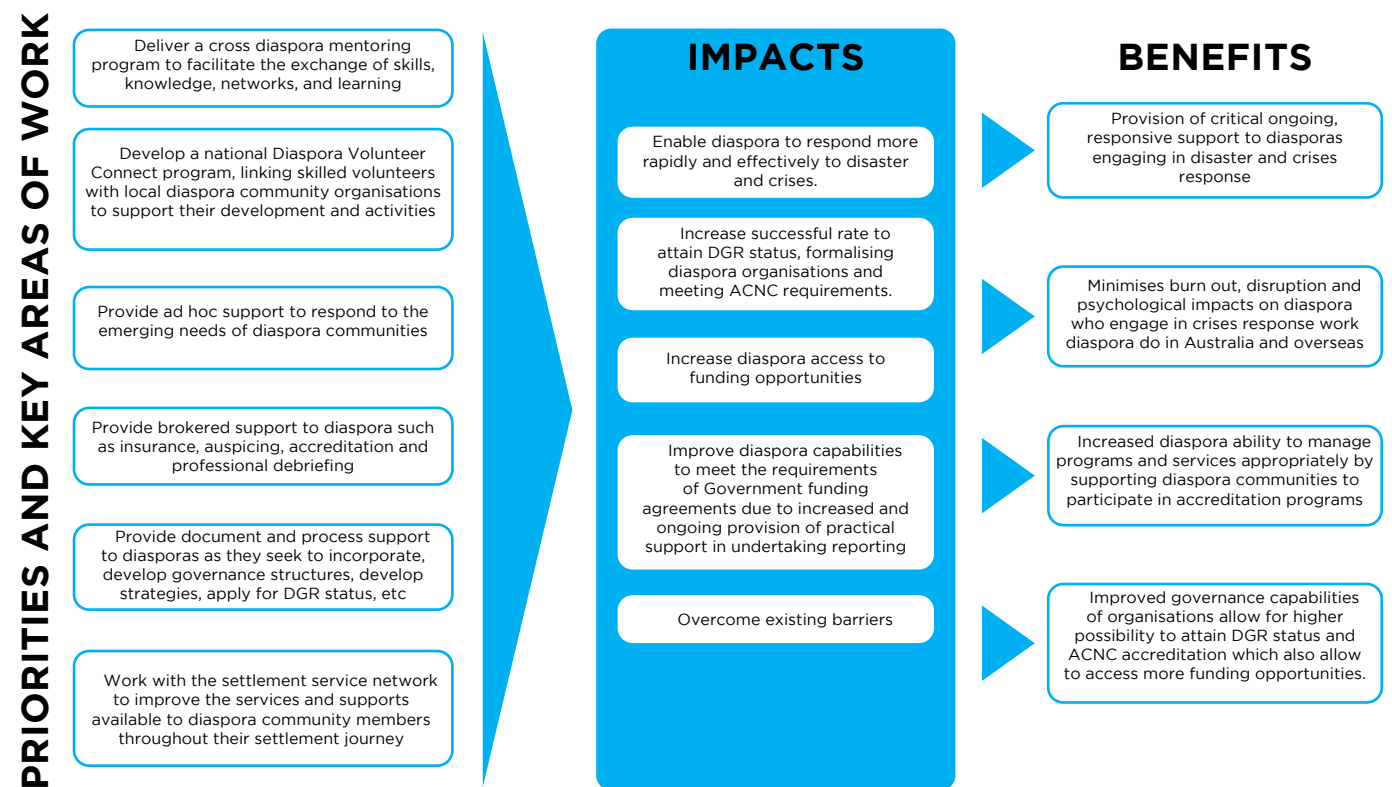 PRIORITIES AND KEY AREAS OF WORK
Deliver a cross diaspora mentoring
program to facilitate the exchange of skills,
knowledge, networks, and learning
Develop a national Diaspora Volunteer
Connect program, linking skilled volunteers
with local diaspora community organisations
to support their development and activities
Provide ad hoc support to respond to the
emerging needs of diaspora communities
Provide brokered support to diaspora such
as insurance, auspicing, accreditation and
professional debriefing
Provide document and process support
to diasporas as they seek to incorporate,
develop governance structures, develop
strategies, apply for DGR status, etc
Work with the settlement service network
to improve the services and supports
available to diaspora community members
throughout their settlement journey
IMPACTS
Enable diaspora to respond more
rapidly and effectively to disaster
and crises.
Increase successful rate to
attain DGR status, formalising
diaspora organisations and
meeting ACNC requirements.
Increase diaspora access to
funding opportunities
Improve diaspora capabilities
to meet the requirements
of Government funding
agreements due to increased and
ongoing provision of practical
support in undertaking reporting
Overcome existing barriers
BENEFITS
Provision of critical ongoing,
responsive support to diasporas
engaging in disaster and crises
response
Minimises burn out, disruption and
psychological impacts on diaspora
who engage in crises response work
diaspora do in Australia and overseas
Increased diaspora ability to manage
programs and services appropriately by
supporting diaspora communities to
participate in accreditation programs
Improved governance capabilities
of organisations allow for higher
possibility to attain DGR status and
ACNC accreditation which also allow
to access more funding opportunities.